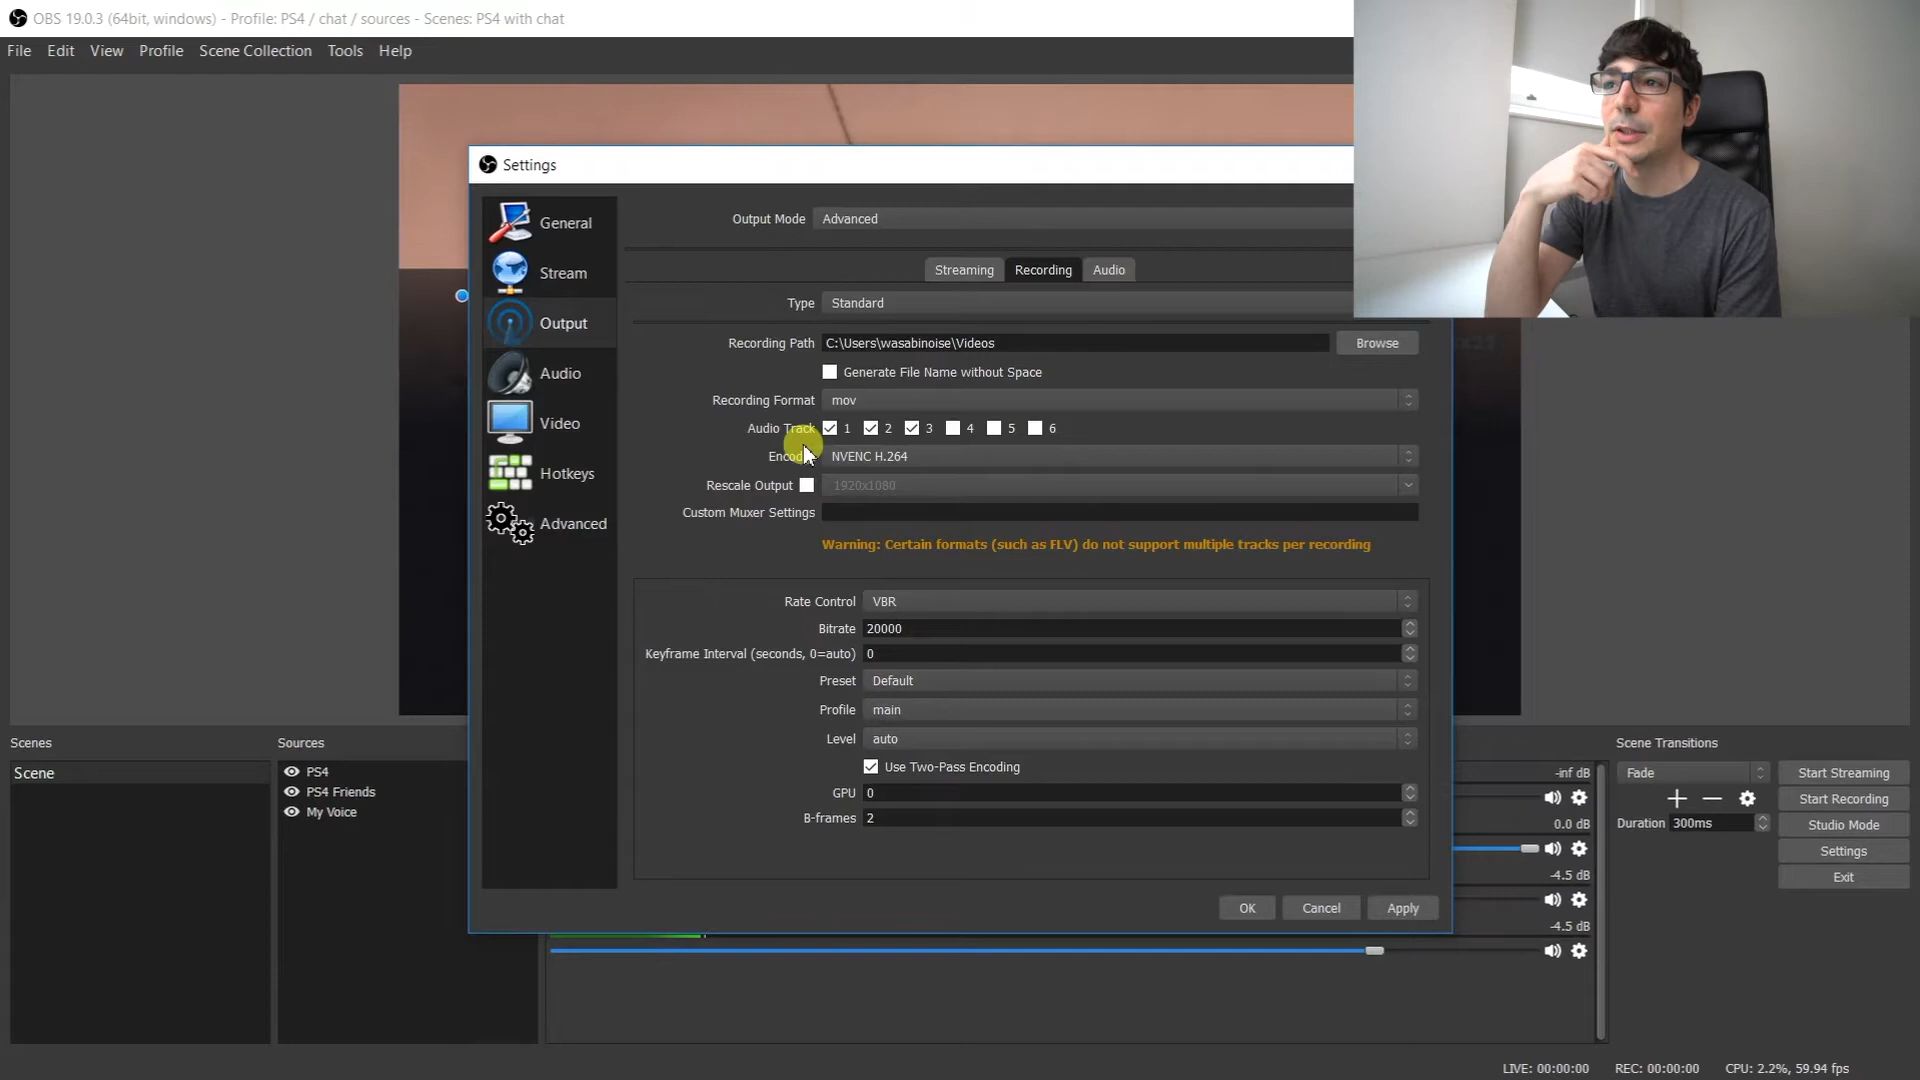 OBS 19.0.3 (64bit, windows) - Profile: PS4 / chat / sources - Scenes: PS4 with chat
File Edit View Profile Scene Collection Tools Help
Settings
General
Stream
Output
Audio
Video
Hotkeys
Advanced
Output Mode Advanced
Streaming Recording Audio
Type Standard
Recording Path C:\Users\wasabinoise\Videos Browse
Generate File Name without Space
Recording Format mov
Audio Track 1 2 3 4 5 6
NVENC H.264
Rescale Output 1920x1080
Custom Muxer Settings
Warning: Certain formats (such as FLV) do not support multiple tracks per recording
Rate Control VBR
Bitrate 20000
Keyframe Interval (seconds, 0=auto) 0
Preset Default
Profile main
Level auto
Use Two-Pass Encoding
GPU 0
B-frames 2
OK Cancel Apply
Scenes
Scene
Sources
PS4
PS4 Friends
My Voice
-inf dB
0.0 dB
-4.5 dB
-4.5 dB
Scene Transitions
Fade
Duration 300ms
Start Streaming
Start Recording
Studio Mode
Settings
Exit
LIVE: 00:00:00 REC: 00:00:00 CPU: 2.2%, 59.94 fps